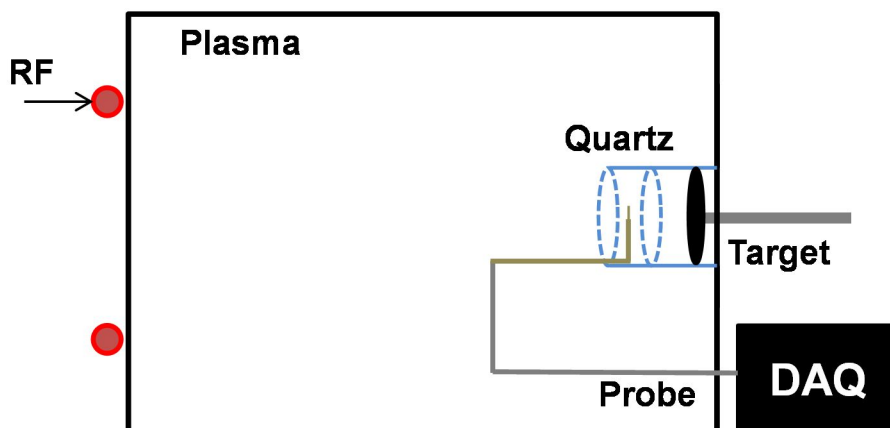 Plasma
RF
Quartz
Target
Probe
DAQ